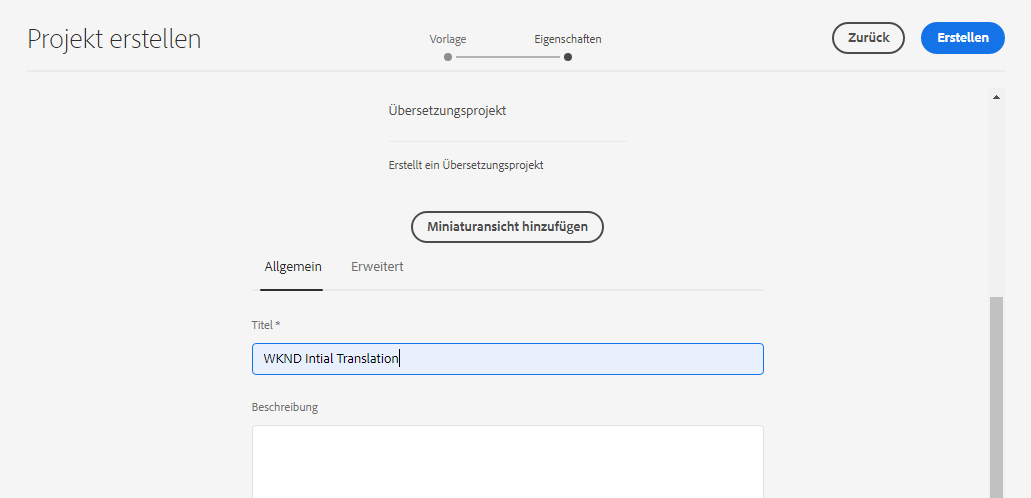 Projekt erstellen
Vorlage
Eigenschaften
Zurück
Erstellen
Übersetzungsprojekt
Erstellt ein Übersetzungsprojekt
Miniaturansicht hinzufügen
Allgemein
Erweitert
Titel *
WKND Intial Translation
Beschreibung